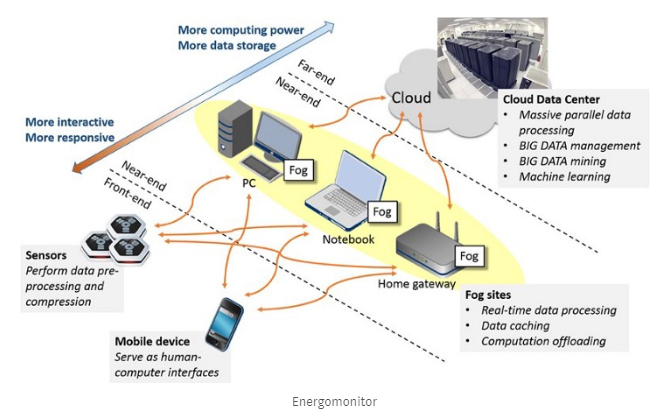 More computing power
More data storage
Far-end
Near-end
Cloud
Cloud Data Center
• Massive parallel data
processing
• BIG DATA management
• BIG DATA mining
• Machine learning
More interactive
More responsive
Near-end
Front-end
Fog
PC
Fog
Notebook
Fog
Home gateway
Sensors
Perform data pre-
processing and
compression
Fog sites
• Real-time data processing
• Data caching
• Computation offloading
Mobile device
Serve as human-
computer interfaces
Energomonitor